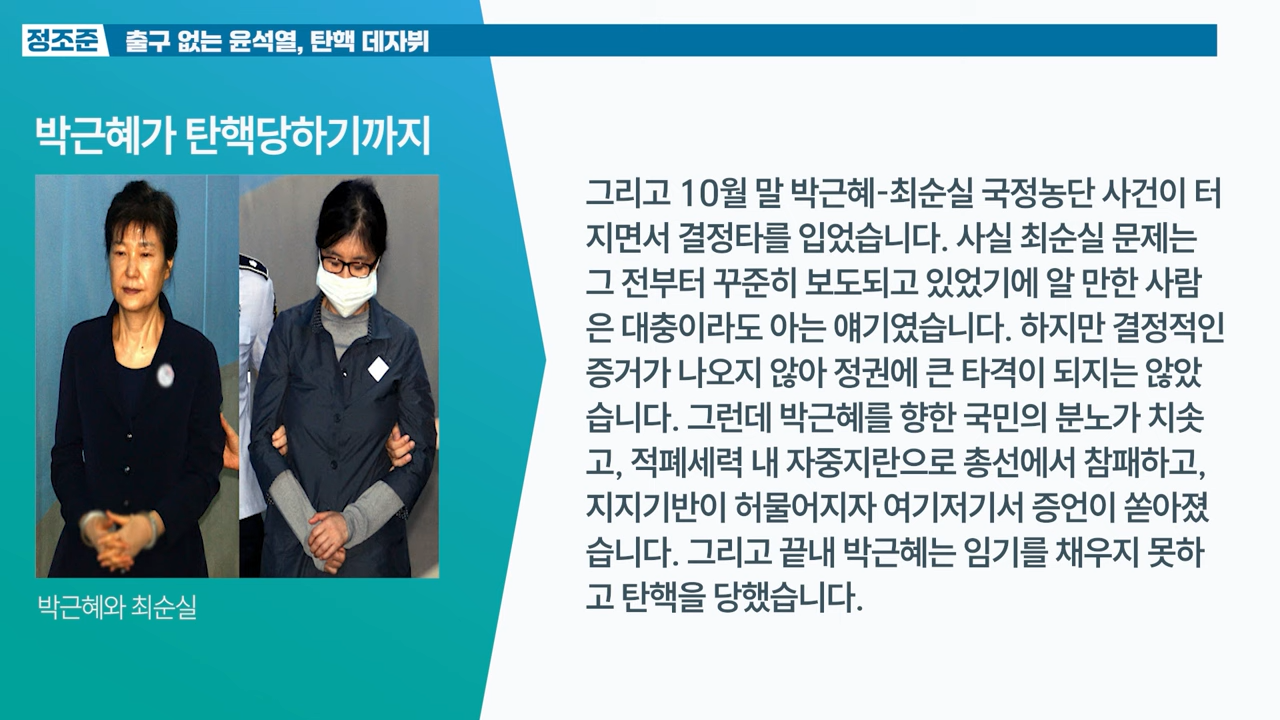 정조준 출구 없는 윤석열, 탄핵 데자뷔
박근혜가 탄핵당하기까지
박근혜와 최순실
그리고 10월 말 박근혜-최순실 국정농단 사건이 터
지면서 결정타를 입었습니다. 사실 최순실 문제는
그 전부터 꾸준히 보도되고 있었기에 알 만한 사람
은 대충이라도 아는 얘기였습니다. 하지만 결정적인
증거가 나오지 않아 정권에 큰 타격이 되지는 않았
습니다. 그런데 박근혜를 향한 국민의 분노가 치솟
고, 적폐세력 내 자중지란으로 총선에서 참패하고,
지지기반이 허물어지자 여기저기서 증언이 쏟아졌
습니다. 그리고 끝내 박근혜는 임기를 채우지 못하
고 탄핵을 당했습니다.